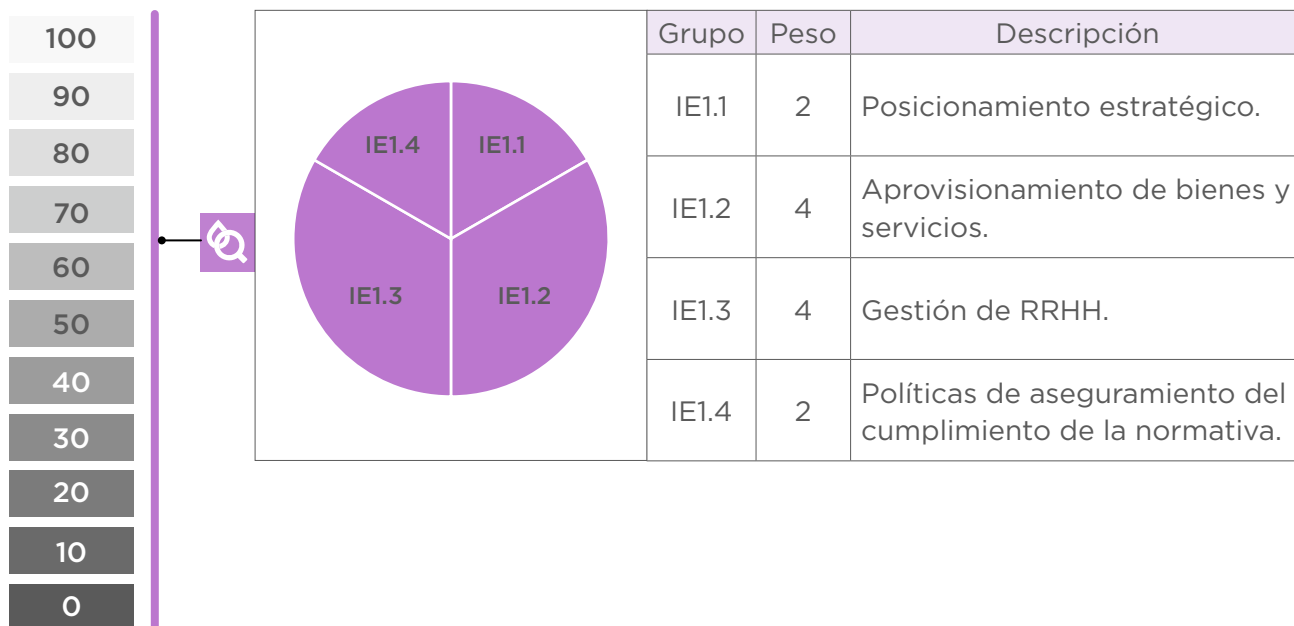 100
90
80
70
60
50
40
30
20
10
0
IE1.4
IE1.1
IE1.3
IE1.2
Grupo Peso Descripción
IE1.1 2 Posicionamiento estratégico.
IE1.2 4 Aprovisionamiento de bienes y
servicios.
IE1.3 4 Gestión de RRHH.
IE1.4 2 Políticas de aseguramiento del
cumplimiento de la normativa.